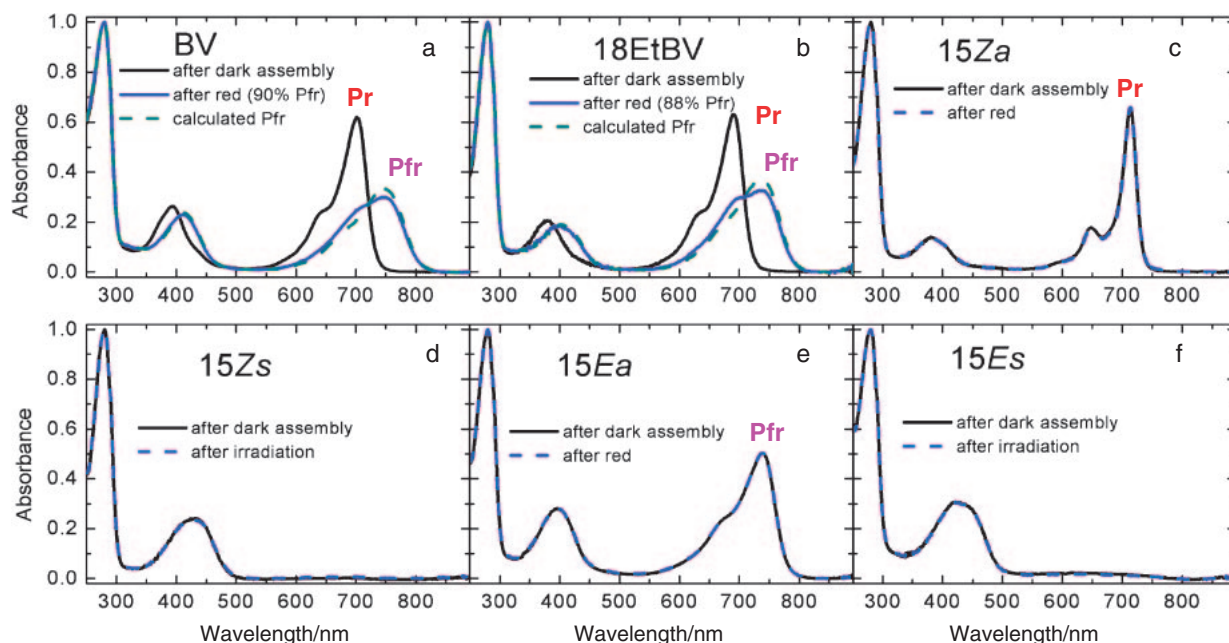 BV
a
after dark assembly
after red (90% Pfr)
calculated Pfr
Pr
Pfr
18EtBV
b
after dark assembly
after red (88% Pfr)
calculated Pfr
Pr
Pfr
15Za
c
after dark assembly
after red
Pr
1.0
0.8
0.6
0.4
0.2
0.0
Absorbance
300 400 500 600 700 800
300 400 500 600 700 800
300 400 500 600 700 800
15Zs
d
after dark assembly
after irradiation
15Ea
e
after dark assembly
after red
Pfr
15Es
f
after dark assembly
after irradiation
1.0
0.8
0.6
0.4
0.2
0.0
Absorbance
300 400 500 600 700 800
300 400 500 600 700 800
300 400 500 600 700 800
Wavelength/nm
Wavelength/nm
Wavelength/nm